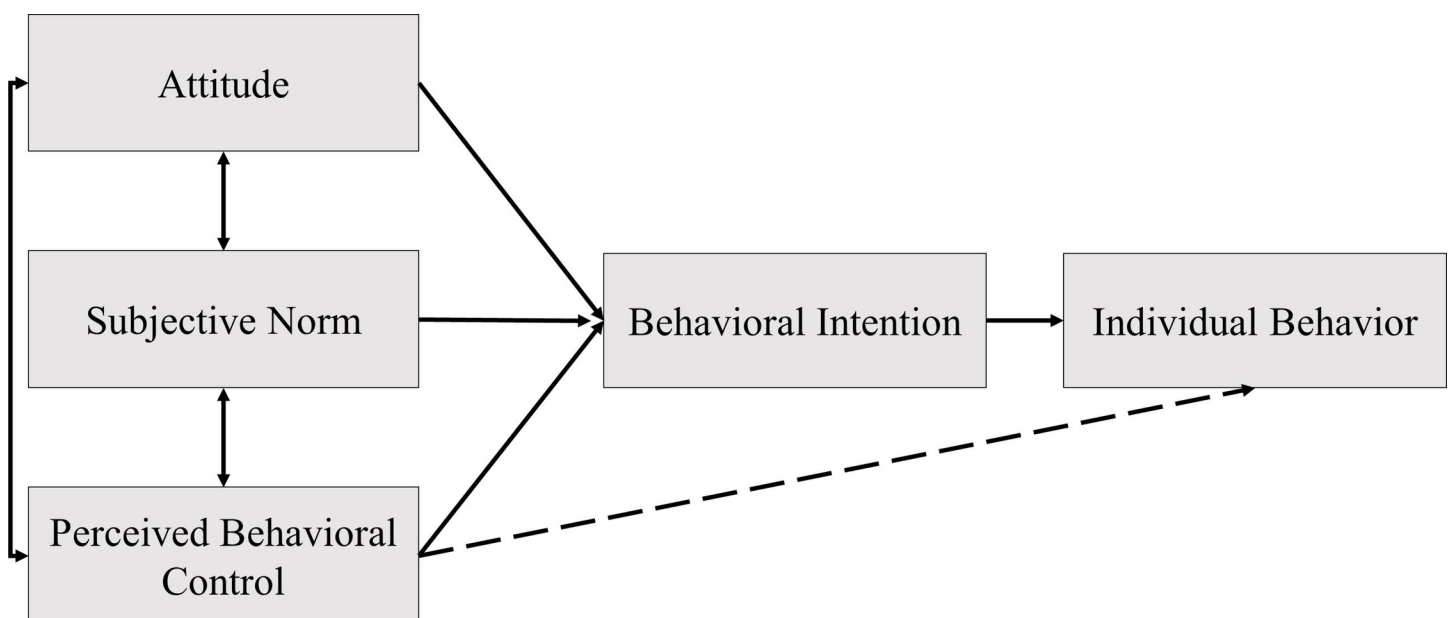 Attitude
Subjective Norm
Perceived Behavioral
Control
Behavioral Intention
Individual Behavior